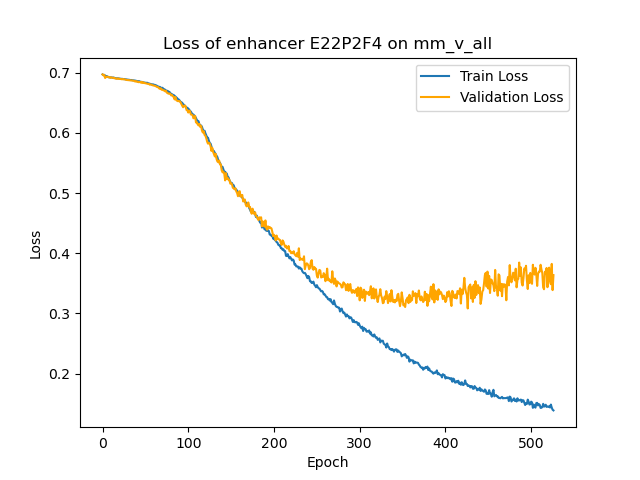 Loss of enhancer E22P2F4 on mm_v_all
Train Loss
Validation Loss
0.7
0.6
0.5
0.4
0.3
0.2
Loss
0 100 200 300 400 500
Epoch